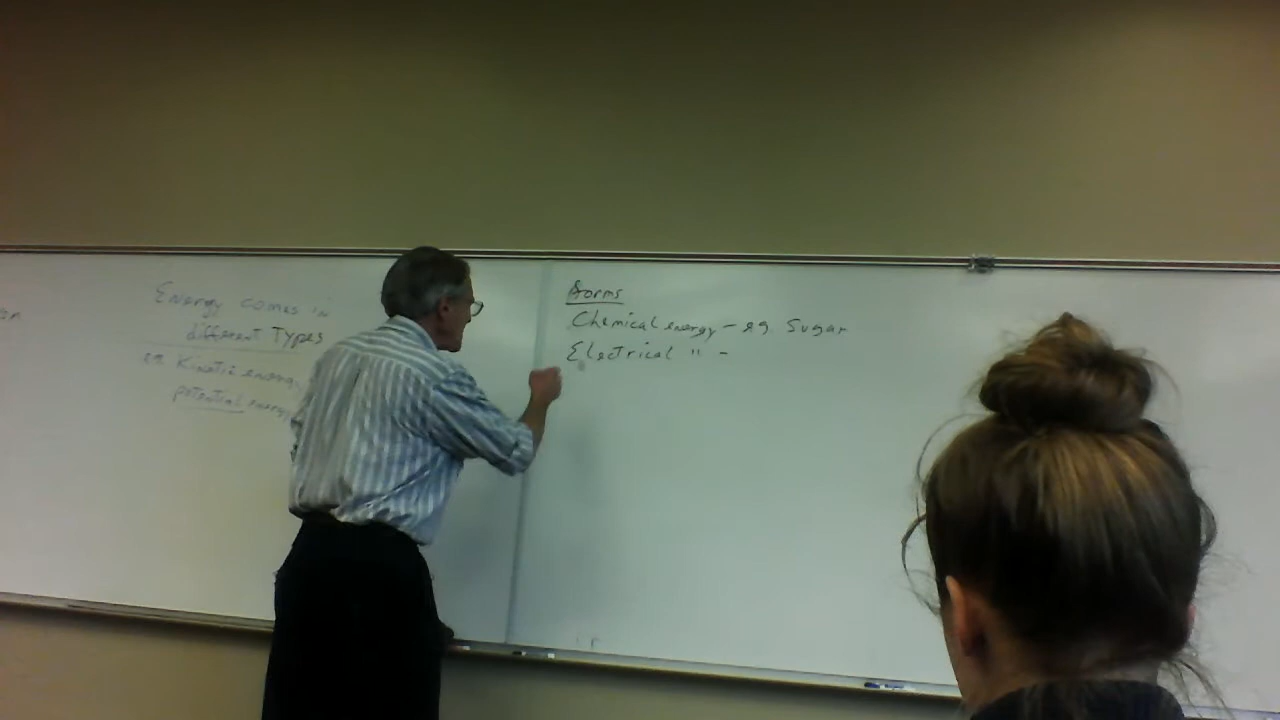 Energy comes in
different Types
eg Kinetic energy
potential energy
Forms
Chemical energy - eg. Sugar
Electrical " -